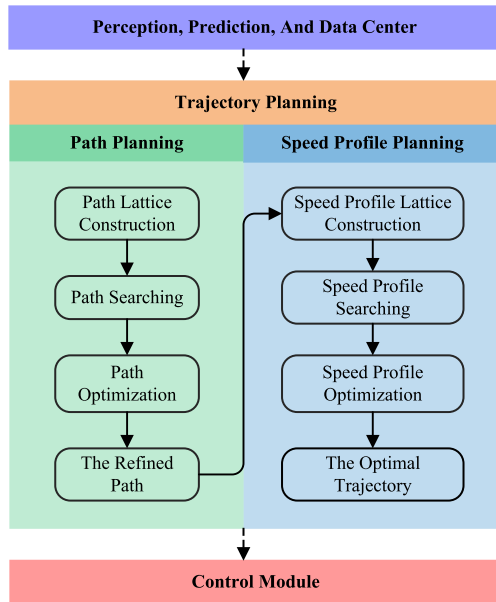 Perception, Prediction, And Data Center
Trajectory Planning
Path Planning
Speed Profile Planning
Path Lattice
Construction
Path Searching
Path
Optimization
The Refined
Path
Speed Profile Lattice
Construction
Speed Profile
Searching
Speed Profile
Optimization
The Optimal
Trajectory
Control Module